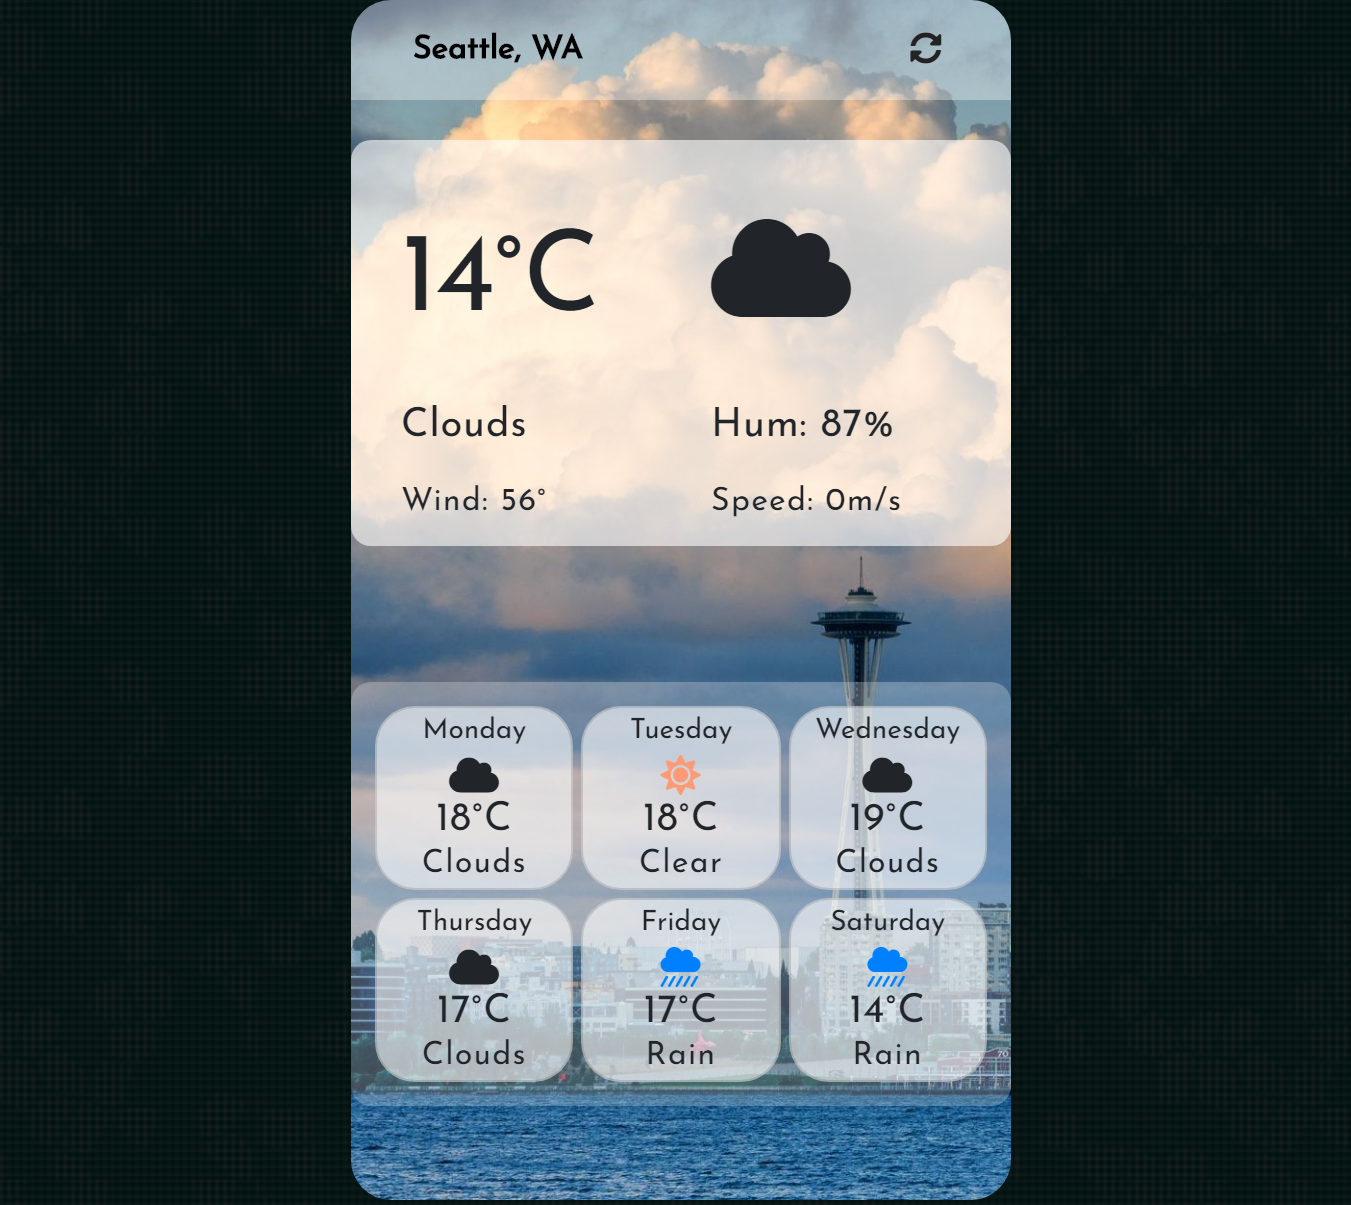 Seattle, WA
14°C
Clouds Hum: 87%
Wind: 56° Speed: 0m/s
Monday Tuesday Wednesday
18°C 18°C 19°C
Clouds Clear Clouds
Thursday Friday Saturday
17°C 17°C 14°C
Clouds Rain Rain
70